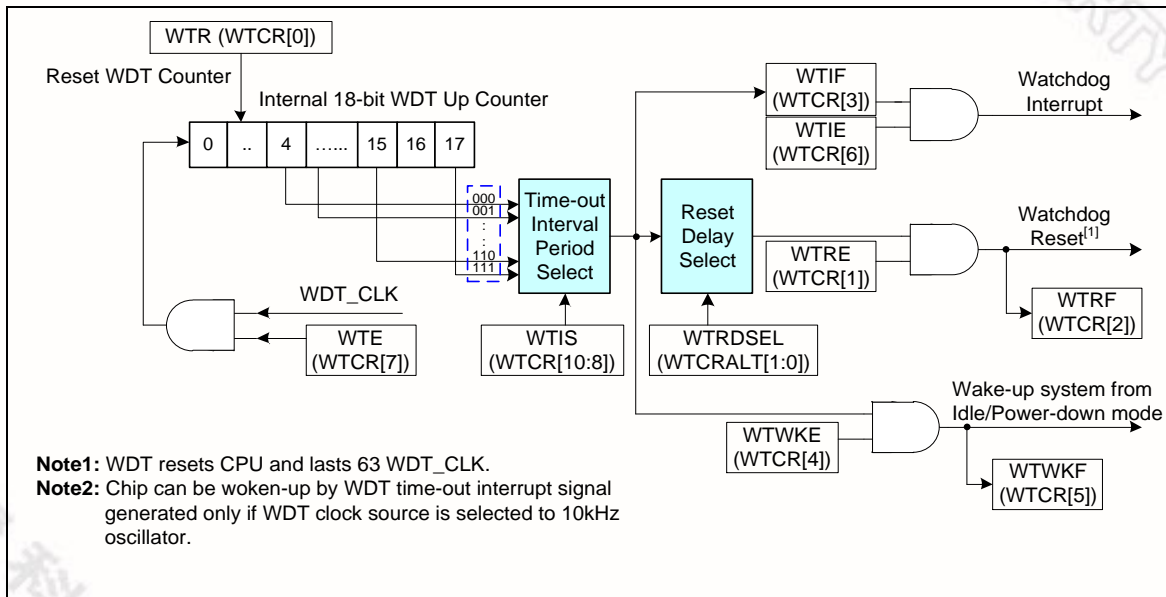 WTR (WTCR[0])
Reset WDT Counter
Internal 18-bit WDT Up Counter
0 .. 4 …... 15 16 17
000
001
:
:
110
111
Time-out
Interval
Period
Select
Reset
Delay
Select
WTIF
(WTCR[3])
WTIE
(WTCR[6])
Watchdog
Interrupt
WTRE
(WTCR[1])
Watchdog
Reset[1]
WTRF
(WTCR[2])
WDT_CLK
WTE
(WTCR[7])
WTIS
(WTCR[10:8])
WTRDSEL
(WTCRALT[1:0])
Wake-up system from
Idle/Power-down mode
WTWKE
(WTCR[4])
WTWKF
(WTCR[5])
Note1: WDT resets CPU and lasts 63 WDT_CLK.
Note2: Chip can be woken-up by WDT time-out interrupt signal
generated only if WDT clock source is selected to 10kHz
oscillator.